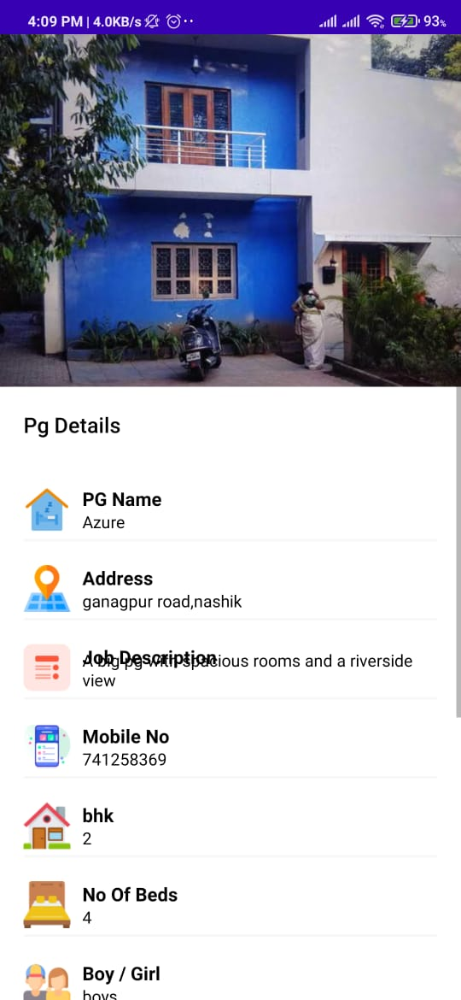 4:09 PM | 4.0KB/s
93%
Pg Details
PG Name
Azure
Address
ganagpur road,nashik
Job Description
A big pg with spacious rooms and a riverside
view
Mobile No
741258369
bhk
2
No Of Beds
4
Boy / Girl
boys